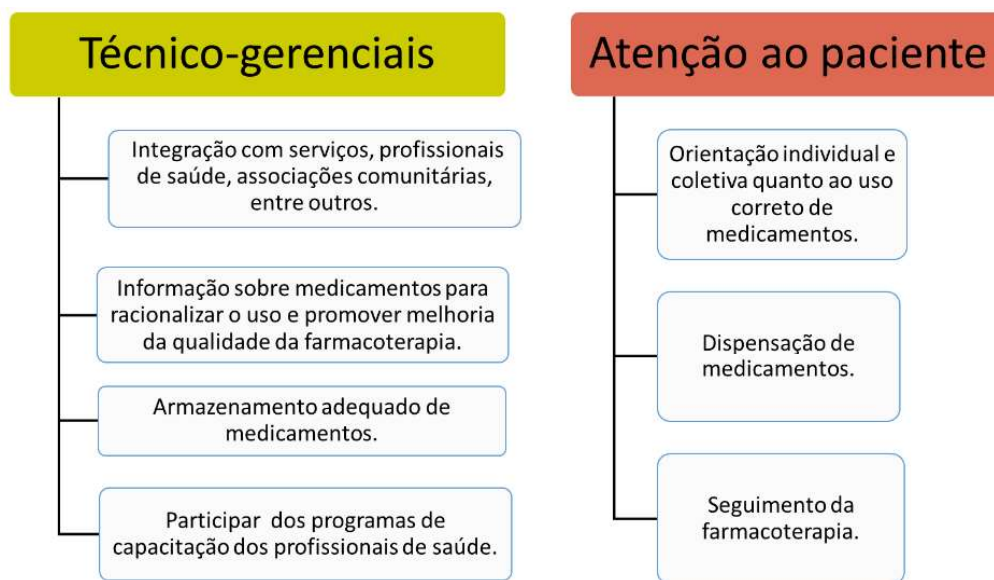 Técnico-gerenciais
Integração com serviços, profissionais
de saúde, associações comunitárias,
entre outros.
Informação sobre medicamentos para
racionalizar o uso e promover melhoria
da qualidade da farmacoterapia.
Armazenamento adequado de
medicamentos.
Participar dos programas de
capacitação dos profissionais de saúde.
Atenção ao paciente
Orientação individual e
coletiva quanto ao uso
correto de
medicamentos.
Dispensação de
medicamentos.
Seguimento da
farmacoterapia.